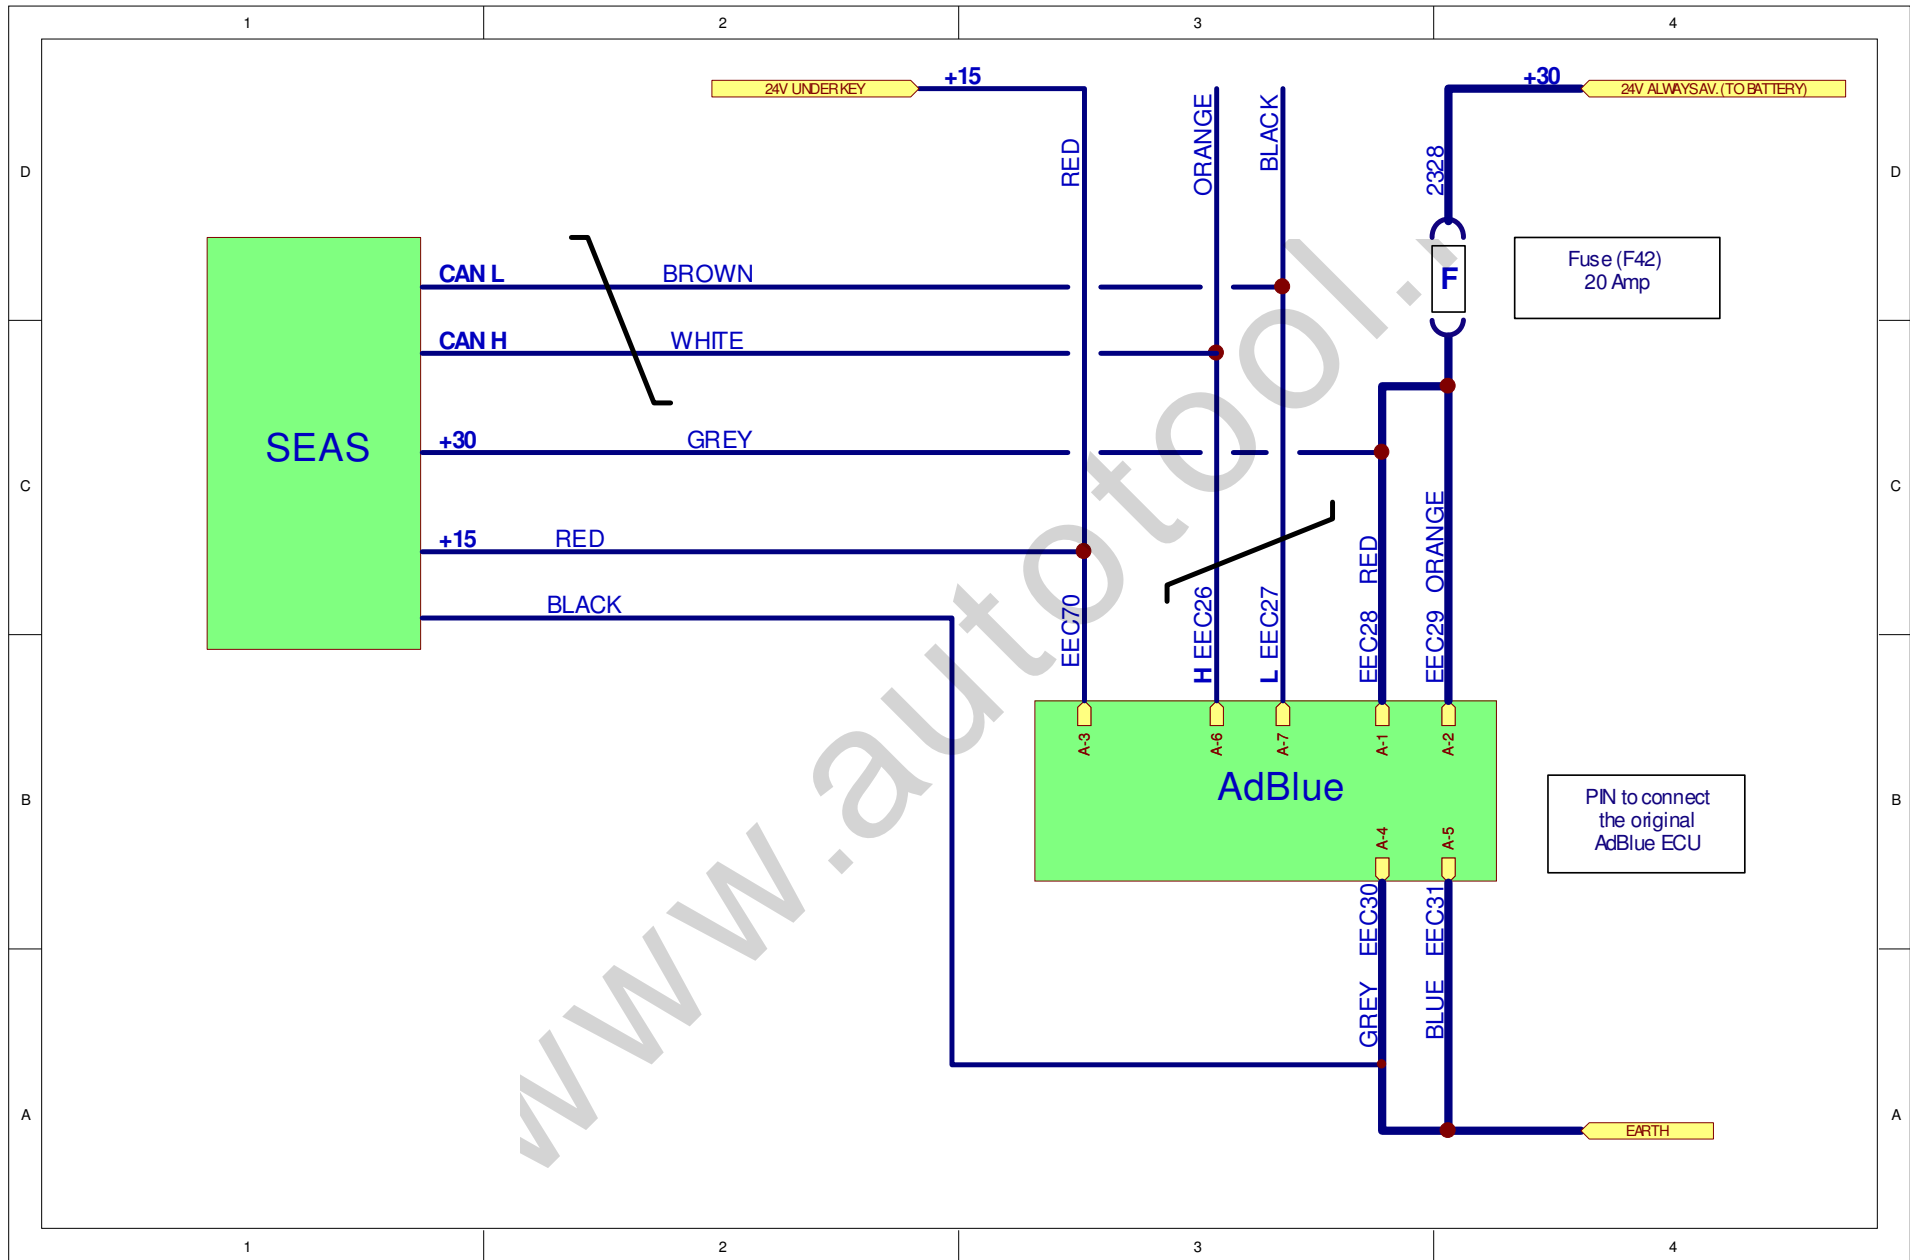 1 2 3 4
24V UNDER KEY +15 +30 24V ALWAYS AV. (TO BATTERY)
D D
RED
ORANGE
BLACK
2328
F
Fuse (F42)
20 Amp
CAN L BROWN
CAN H WHITE
SEAS
+30 GREY
C C
+15 RED
BLACK
EEC70
H EEC26
L EEC27
EEC28 RED
EEC29 ORANGE
A-3 A-6 A-7 A-1 A-2
AdBlue
B B
PIN to connect
the original
AdBlue ECU
A-4 A-5
GREY EEC30
BLUE EEC31
A A
EARTH
1 2 3 4
www.autotool.